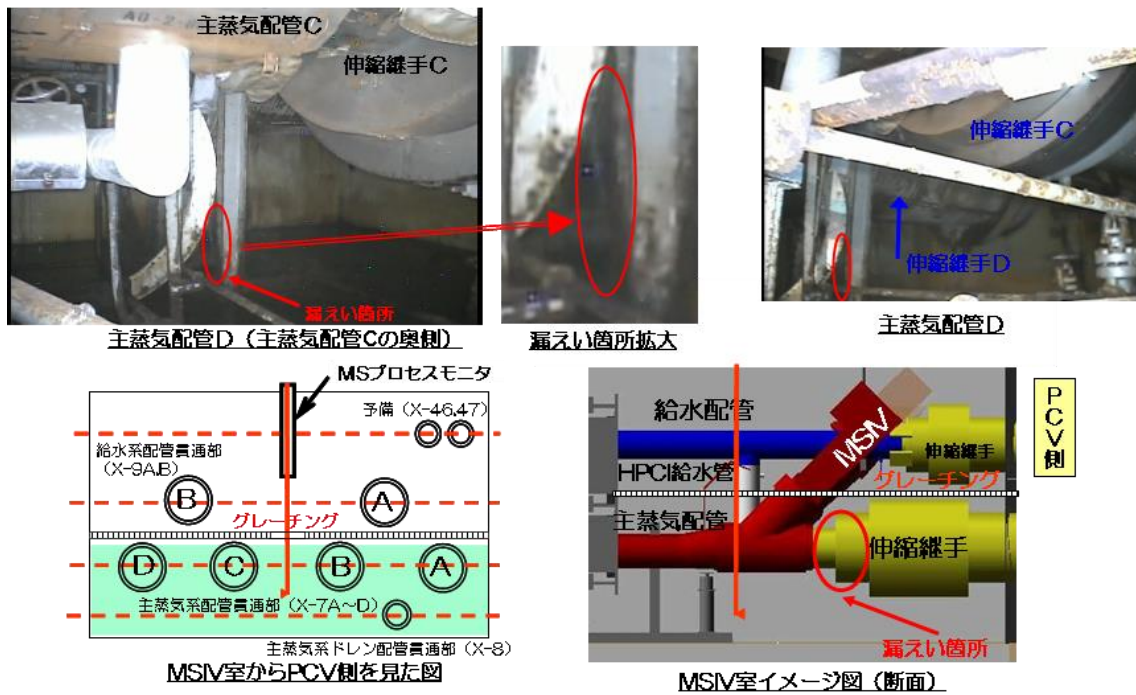 主蒸気配管C
伸縮継手C
漏えい箇所
主蒸気配管D（主蒸気配管Cの奥側）
漏えい箇所拡大
伸縮継手C
伸縮継手D
主蒸気配管D
MSプロセスモニタ
予備（X-46,47）
給水系配管貫通部
（X-9A,B）
B
A
グレーチング
D
C
B
A
主蒸気系配管貫通部（X-7A～D）
主蒸気系ドレン配管貫通部（X-8）
MSIV室からPCV側を見た図
給水配管
MSIV
伸縮継手
HPCI給水管
グレーチング
主蒸気配管
伸縮継手
漏えい箇所
PCV側
MSIV室イメージ図（断面）